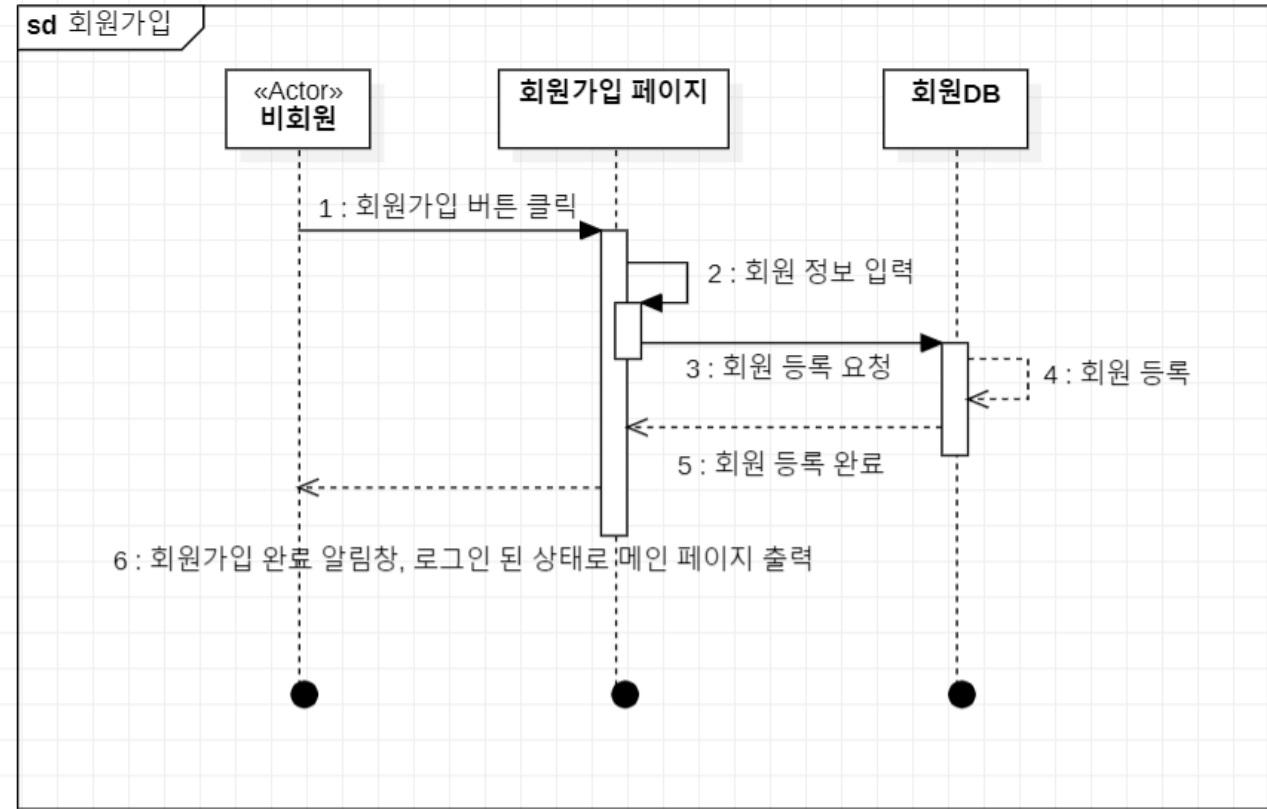 sd 회원가입
«Actor»
비회원
회원가입 페이지
회원DB
1 : 회원가입 버튼 클릭
2 : 회원 정보 입력
3 : 회원 등록 요청
4 : 회원 등록
5 : 회원 등록 완료
6 : 회원가입 완료 알림창, 로그인 된 상태로 메인 페이지 출력